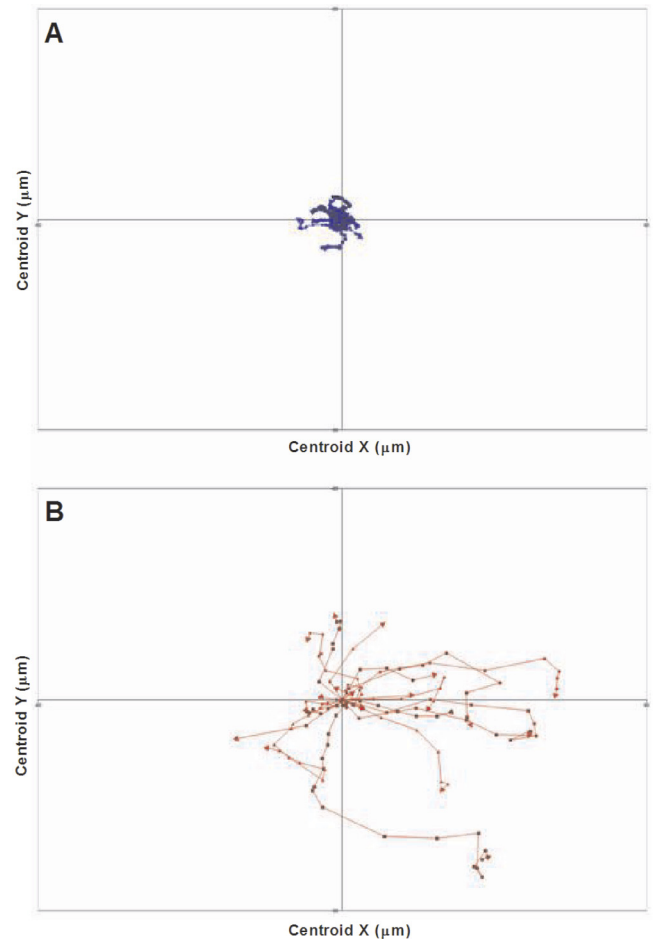 A
Centroid Y (μm)
Centroid X (μm)
B
Centroid Y (μm)
Centroid X (μm)